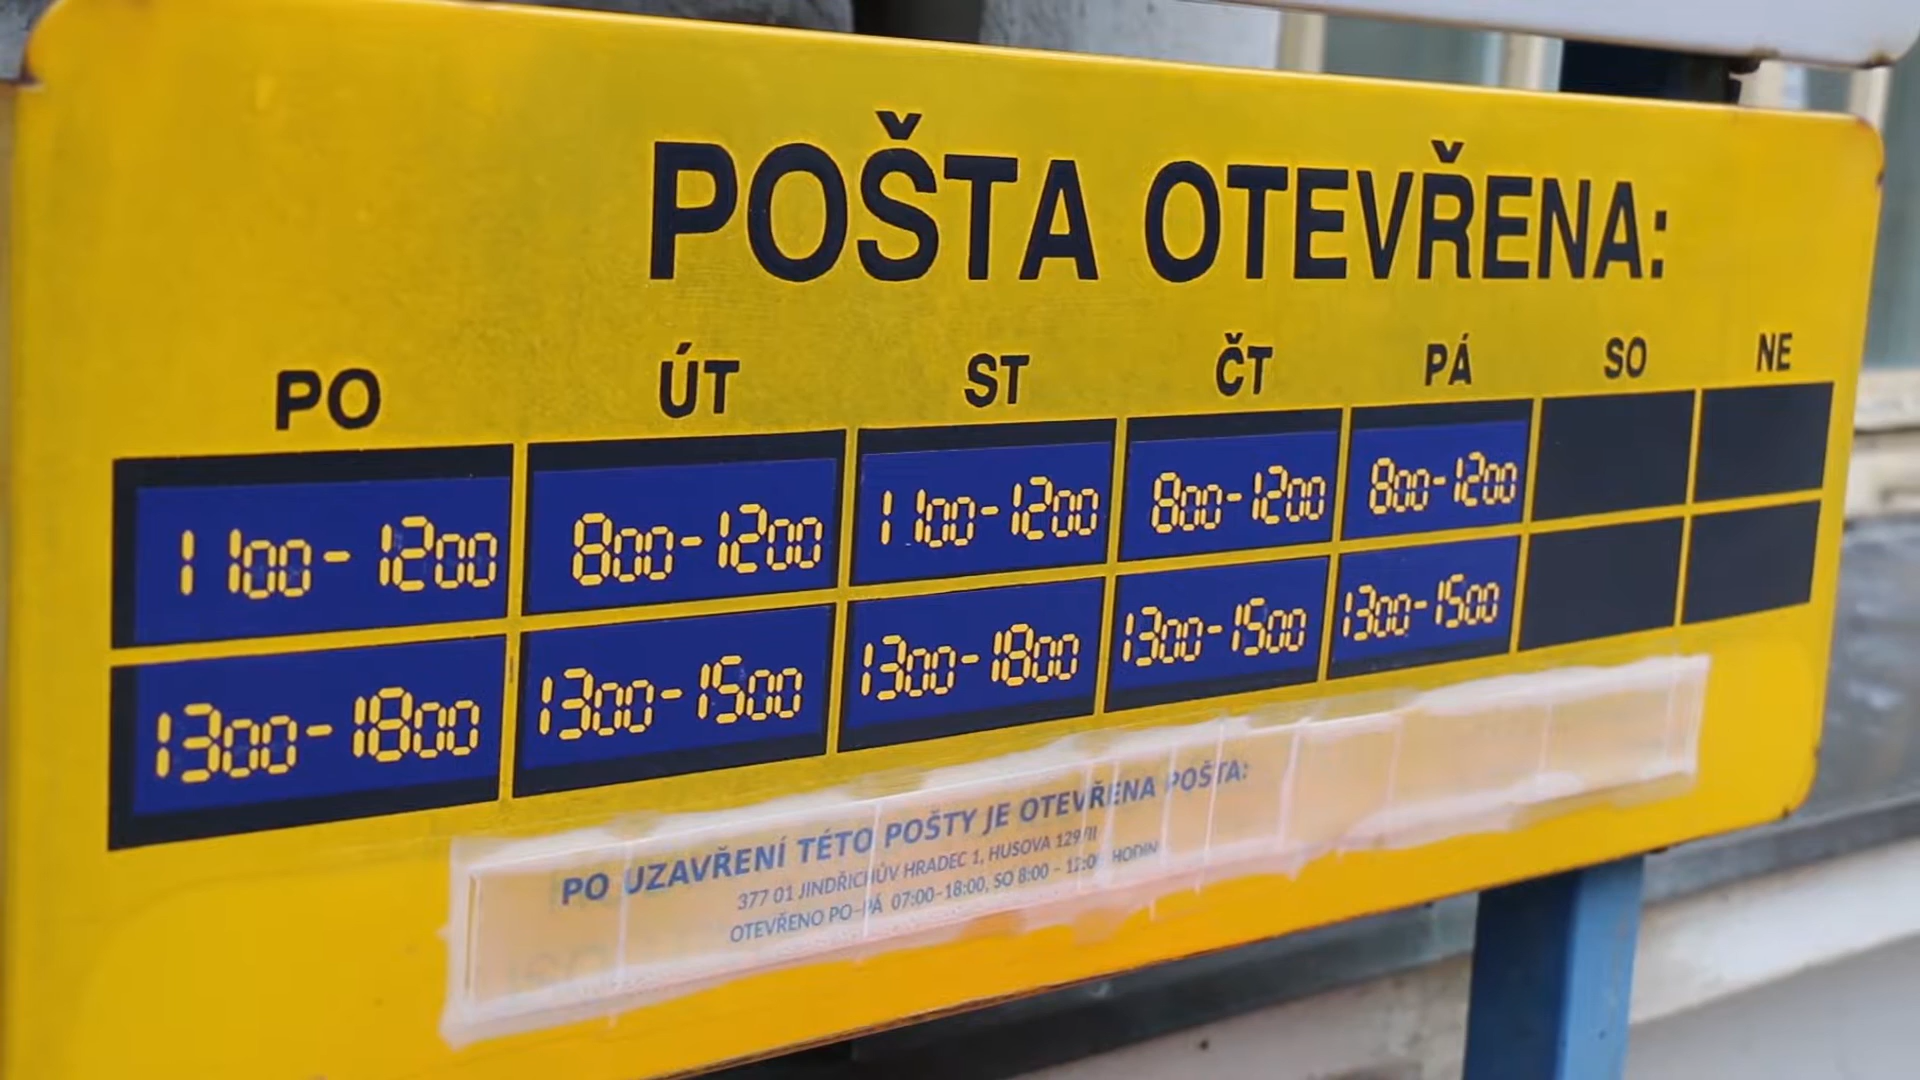 POŠTA OTEVŘENA:
PO ÚT ST ČT PÁ SO NE
1100-1200 800-1200 1100-1200 800-1200 800-1200
1300-1800 1300-1500 1300-1800 1300-1500 1300-1500
PO UZAVŘENÍ TÉTO POŠTY JE OTEVŘENA POŠTA:
377 01 JINDŘICHŮV HRADEC 1, HUSOVA 129/II
OTEVŘENO PO-PÁ 07:00-18:00, SO 8:00 - 12:00 HODIN